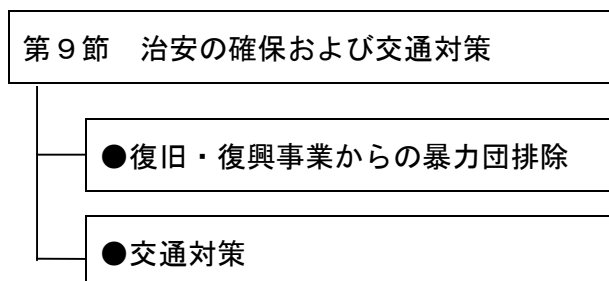 第９節　治安の確保および交通対策
●復旧・復興事業からの暴力団排除
●交通対策